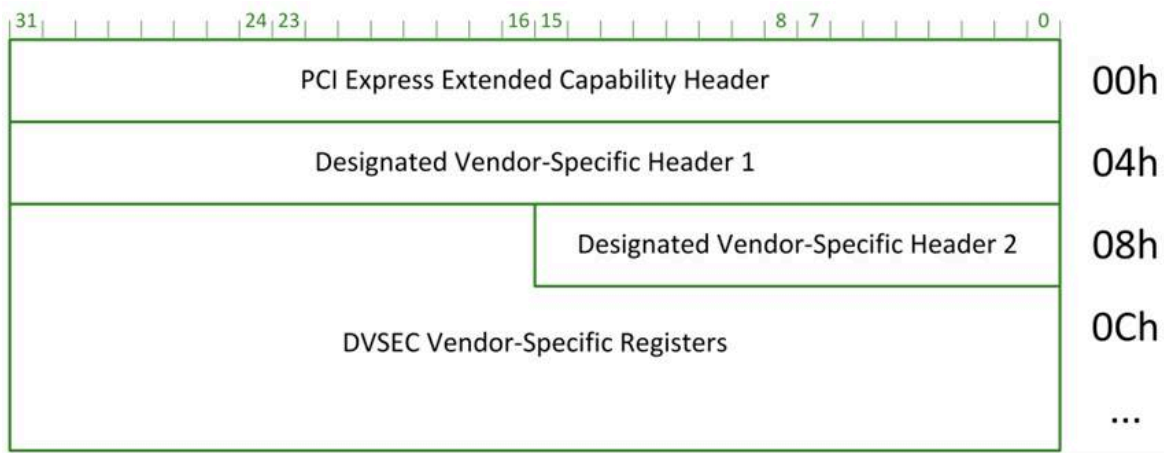 31 24 23 16 15 8 7 0
PCI Express Extended Capability Header 00h
Designated Vendor-Specific Header 1 04h
Designated Vendor-Specific Header 2 08h
DVSEC Vendor-Specific Registers 0Ch
...